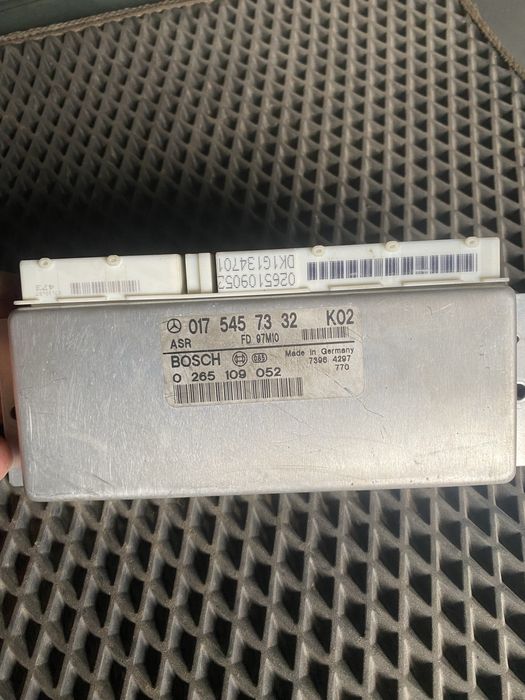 0265109052
DK1G134701
017 545 73 32 K02
ASR FD 97M10
BOSCH Made in Germany
7396 4297
0 265 109 052 770